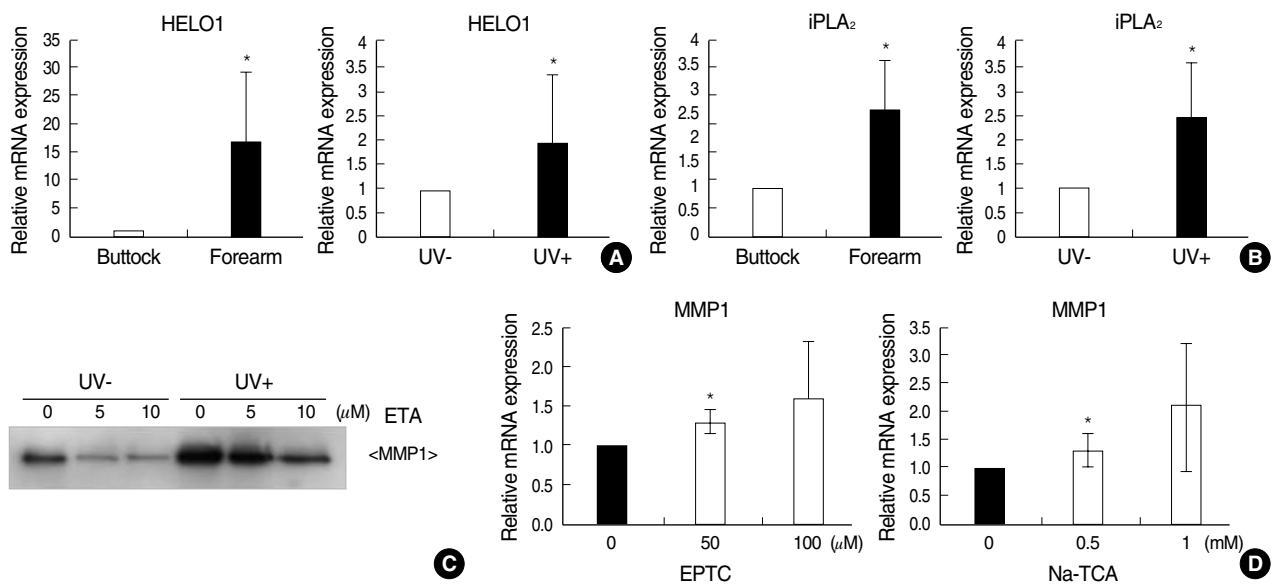 HELO1
Relative mRNA expression
35
30
25
20
15
10
5
0
*
Buttock Forearm
HELO1
Relative mRNA expression
4
3.5
3
2.5
2
1.5
1
0.5
0
*
UV- UV+
A
iPLA₂
Relative mRNA expression
4
3.5
3
2.5
2
1.5
1
0.5
0
*
Buttock Forearm
iPLA₂
Relative mRNA expression
4
3.5
3
2.5
2
1.5
1
0.5
0
*
UV- UV+
B
UV- UV+
0 5 10 0 5 10 (μM) ETA
<MMP1>
C
MMP1
Relative mRNA expression
2.5
2.0
1.5
1.0
0.5
0.0
*
0 50 100 (μM)
EPTC
MMP1
Relative mRNA expression
3.5
3.0
2.5
2.0
1.5
1.0
0.5
0.0
*
0 0.5 1 (mM)
Na-TCA
D